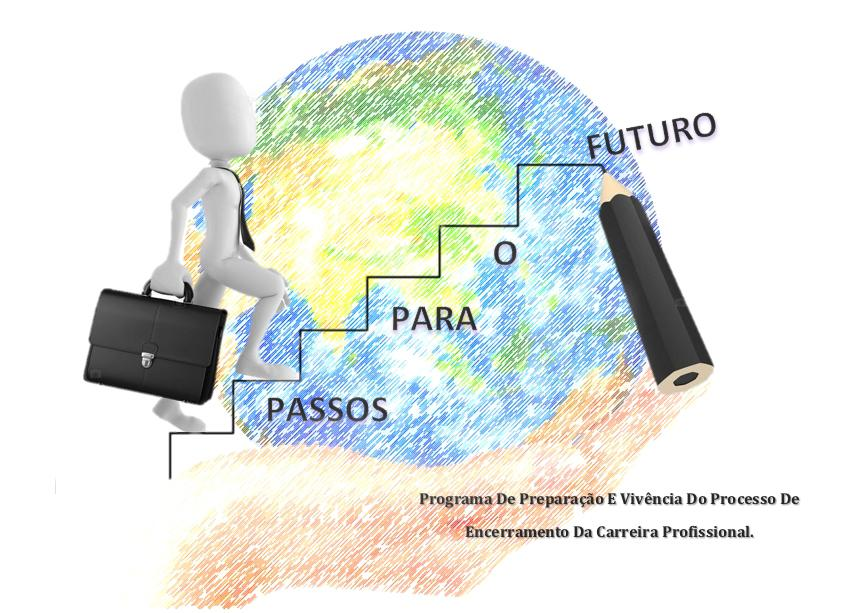 PASSOS
PARA
O
FUTURO
Programa De Preparação E Vivência Do Processo De
Encerramento Da Carreira Profissional.